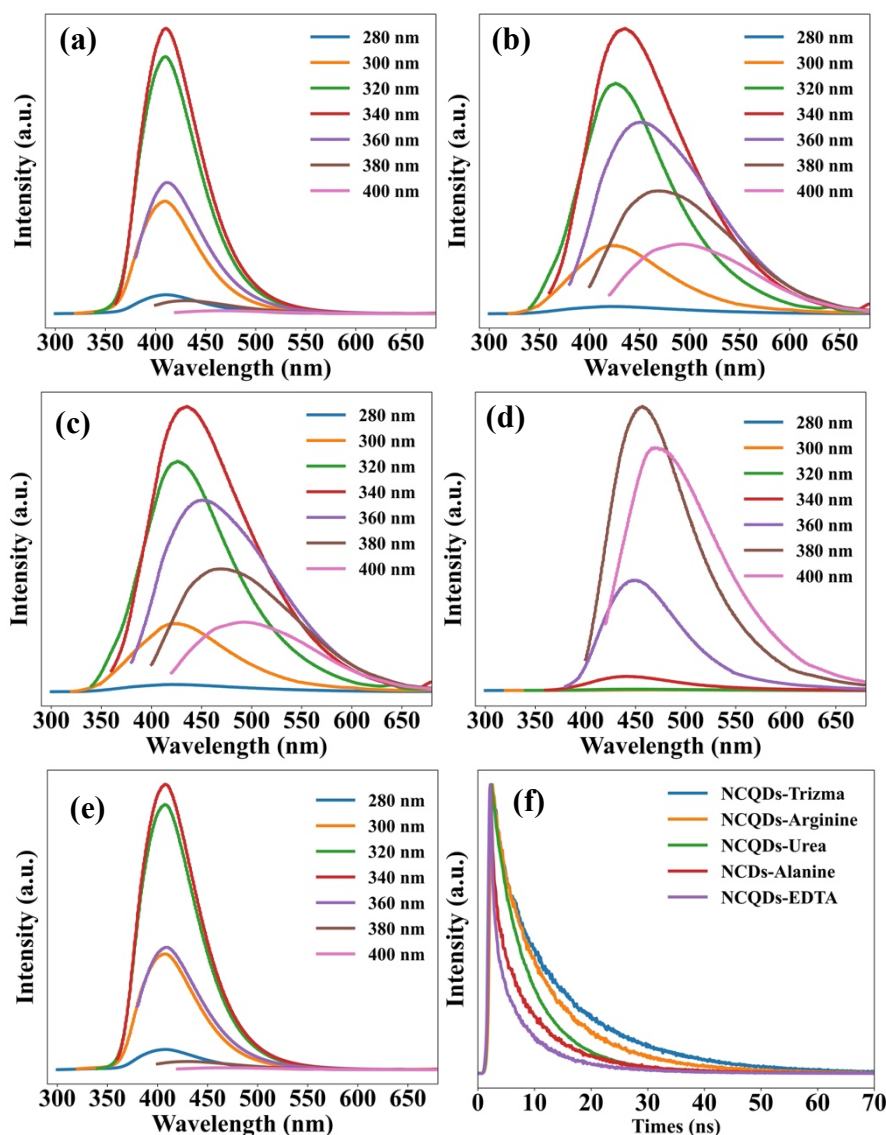 (a)
280 nm
300 nm
320 nm
340 nm
360 nm
380 nm
400 nm
Intensity (a.u.)
300 350 400 450 500 550 600 650
Wavelength (nm)
(b)
280 nm
300 nm
320 nm
340 nm
360 nm
380 nm
400 nm
Intensity (a.u.)
300 350 400 450 500 550 600 650
Wavelength (nm)
(c)
280 nm
300 nm
320 nm
340 nm
360 nm
380 nm
400 nm
Intensity (a.u.)
300 350 400 450 500 550 600 650
Wavelength (nm)
(d)
280 nm
300 nm
320 nm
340 nm
360 nm
380 nm
400 nm
Intensity (a.u.)
300 350 400 450 500 550 600 650
Wavelength (nm)
(e)
280 nm
300 nm
320 nm
340 nm
360 nm
380 nm
400 nm
Intensity (a.u.)
300 350 400 450 500 550 600 650
Wavelength (nm)
(f)
NCQDs-Trizma
NCQDs-Arginine
NCQDs-Urea
NCDs-Alanine
NCQDs-EDTA
Intensity (a.u.)
0 10 20 30 40 50 60 70
Times (ns)